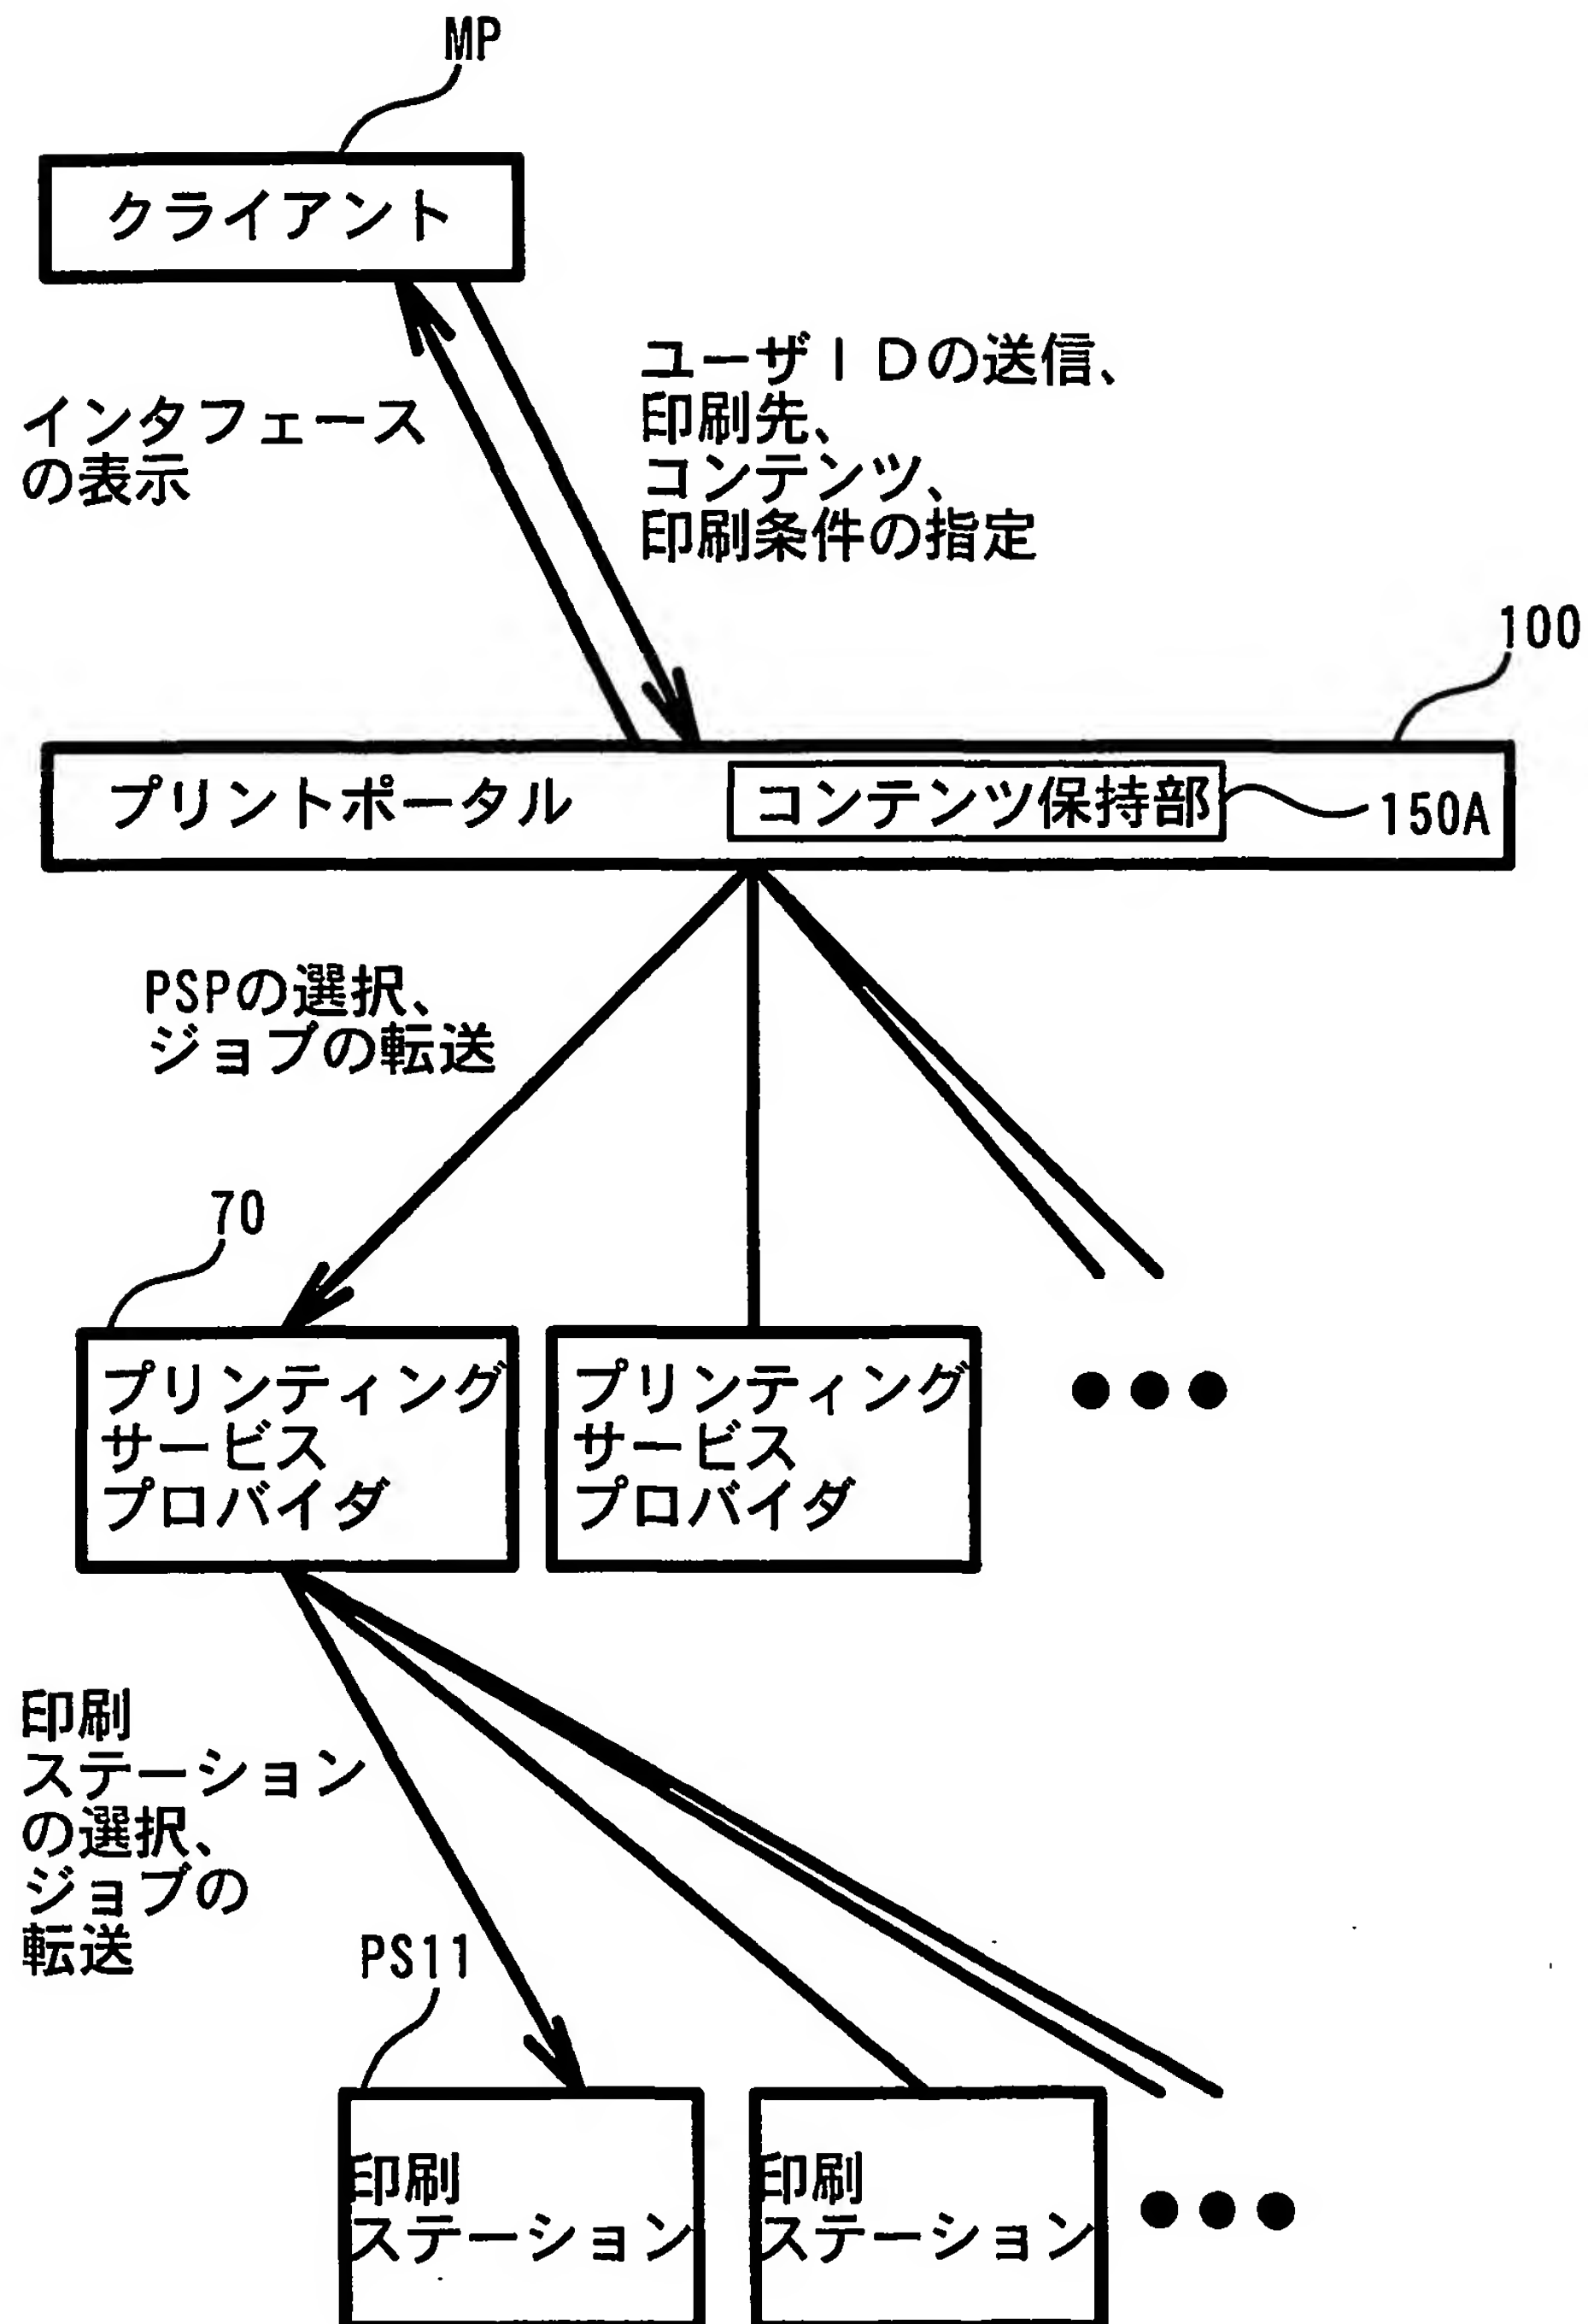 MP
クライアント
インタフェース
の表示
ユーザＩＤの送信、
印刷先、
コンテンツ、
印刷条件の指定
100
プリントポータル
コンテンツ保持部
150A
PSPの選択、
ジョブの転送
70
プリンティング
サービス
プロバイダ
プリンティング
サービス
プロバイダ
印刷
ステーション
の選択、
ジョブの
転送
PS11
印刷
ステーション
印刷
ステーション